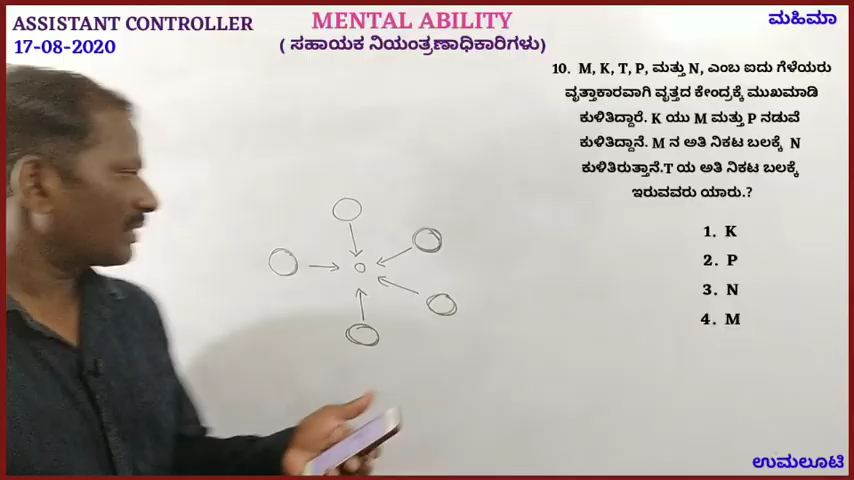 ASSISTANT CONTROLLER
17-08-2020
MENTAL ABILITY
( ಸಹಾಯಕ ನಿಯಂತ್ರಣಾಧಿಕಾರಿಗಳು)
ಮಹಿಮಾ
10. M, K, T, P, ಮತ್ತು N, ಎಂಬ ಐದು ಗೆಳೆಯರು
ವೃತ್ತಾಕಾರವಾಗಿ ವೃತ್ತದ ಕೇಂದ್ರಕ್ಕೆ ಮುಖಮಾಡಿ
ಕುಳಿತಿದ್ದಾರೆ. K ಯು M ಮತ್ತು P ನಡುವೆ
ಕುಳಿತಿದ್ದಾನೆ. M ನ ಅತಿ ನಿಕಟ ಬಲಕ್ಕೆ N
ಕುಳಿತಿರುತ್ತಾನೆ.T ಯ ಅತಿ ನಿಕಟ ಬಲಕ್ಕೆ
ಇರುವವರು ಯಾರು.?
1. K
2. P
3. N
4. M
ಉಮಲೂಟಿ